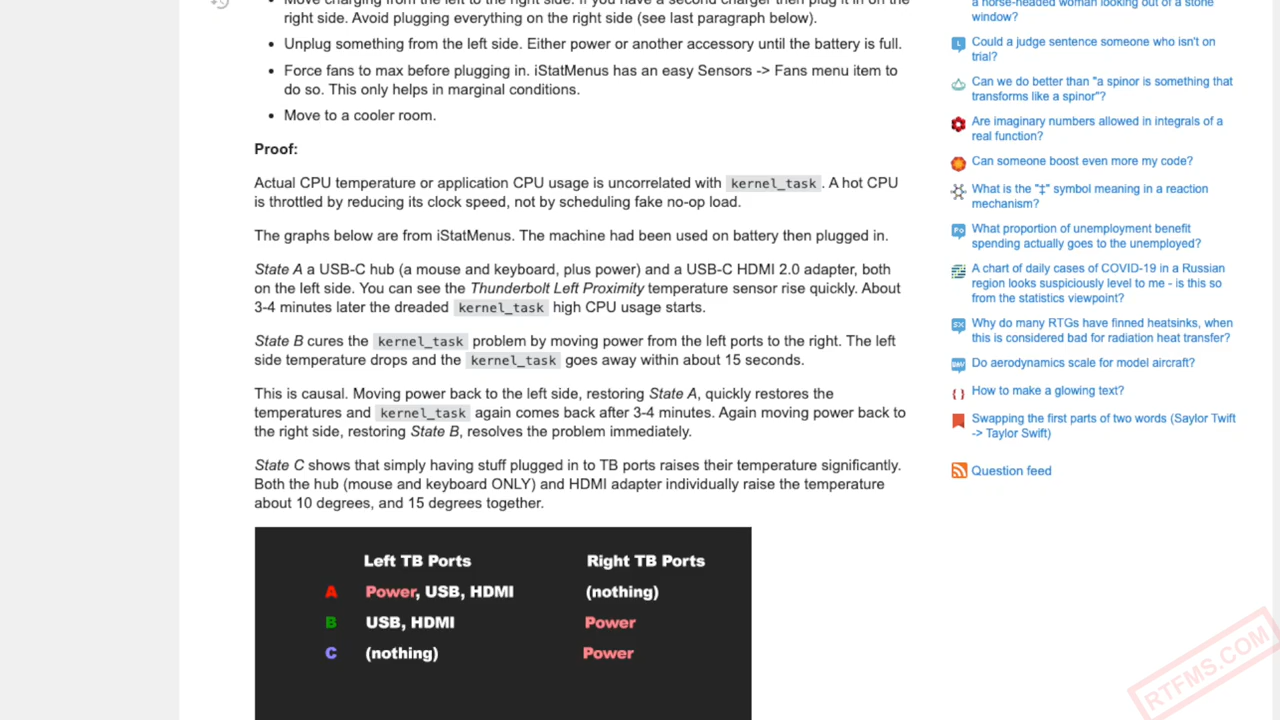 Move charging from the left to the right side. If you have a second charger then plug it in on the
right side. Avoid plugging everything on the right side (see last paragraph below).
Unplug something from the left side. Either power or another accessory until the battery is full.
Force fans to max before plugging in. iStatMenus has an easy Sensors -> Fans menu item to
do so. This only helps in marginal conditions.
Move to a cooler room.
Proof:
Actual CPU temperature or application CPU usage is uncorrelated with kernel_task. A hot CPU
is throttled by reducing its clock speed, not by scheduling fake no-op load.
The graphs below are from iStatMenus. The machine had been used on battery then plugged in.
State A a USB-C hub (a mouse and keyboard, plus power) and a USB-C HDMI 2.0 adapter, both
on the left side. You can see the Thunderbolt Left Proximity temperature sensor rise quickly. About
3-4 minutes later the dreaded kernel_task high CPU usage starts.
State B cures the kernel_task problem by moving power from the left ports to the right. The left
side temperature drops and the kernel_task goes away within about 15 seconds.
This is causal. Moving power back to the left side, restoring State A, quickly restores the
temperatures and kernel_task again comes back after 3-4 minutes. Again moving power back to
the right side, restoring State B, resolves the problem immediately.
State C shows that simply having stuff plugged in to TB ports raises their temperature significantly.
Both the hub (mouse and keyboard ONLY) and HDMI adapter individually raise the temperature
about 10 degrees, and 15 degrees together.
Left TB Ports Right TB Ports
A Power, USB, HDMI (nothing)
B USB, HDMI Power
C (nothing) Power
a horse-headed woman looking out of a stone
window?
Could a judge sentence someone who isn't on
trial?
Can we do better than "a spinor is something that
transforms like a spinor"?
Are imaginary numbers allowed in integrals of a
real function?
Can someone boost even more my code?
What is the "‡" symbol meaning in a reaction
mechanism?
What proportion of unemployment benefit
spending actually goes to the unemployed?
A chart of daily cases of COVID-19 in a Russian
region looks suspiciously level to me - is this so
from the statistics viewpoint?
Why do many RTGs have finned heatsinks, when
this is considered bad for radiation heat transfer?
Do aerodynamics scale for model aircraft?
How to make a glowing text?
Swapping the first parts of two words (Saylor Twift
-> Taylor Swift)
Question feed
RTFMS.COM